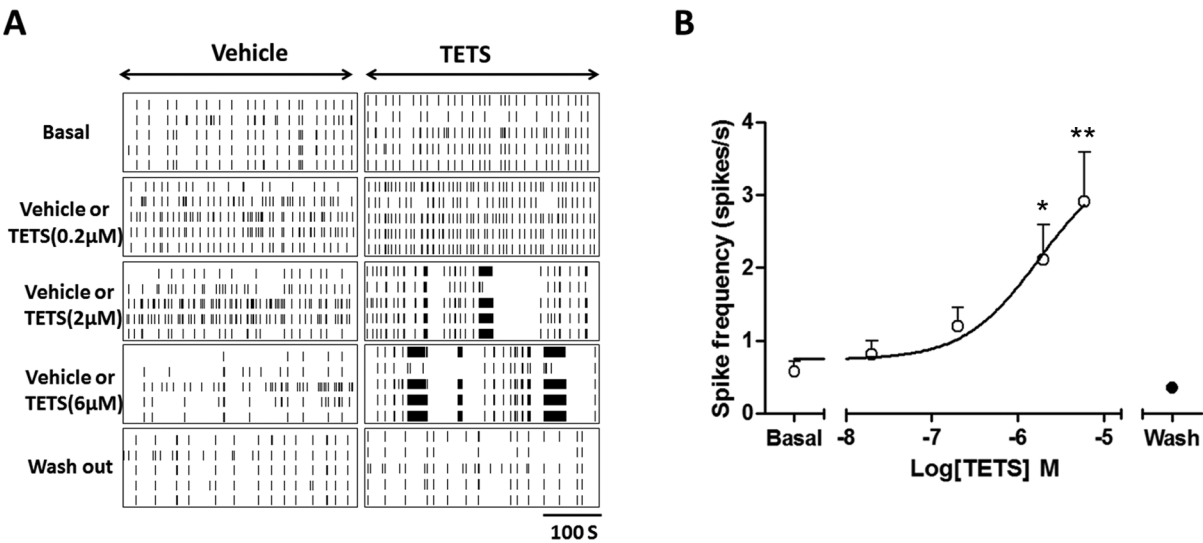 A
Vehicle
TETS
Basal
Vehicle or
TETS(0.2μM)
Vehicle or
TETS(2μM)
Vehicle or
TETS(6μM)
Wash out
100 S
B
Spike frequency (spikes/s)
4
3
2
1
0
*
**
Basal
-8
-7
-6
-5
Wash
Log[TETS] M